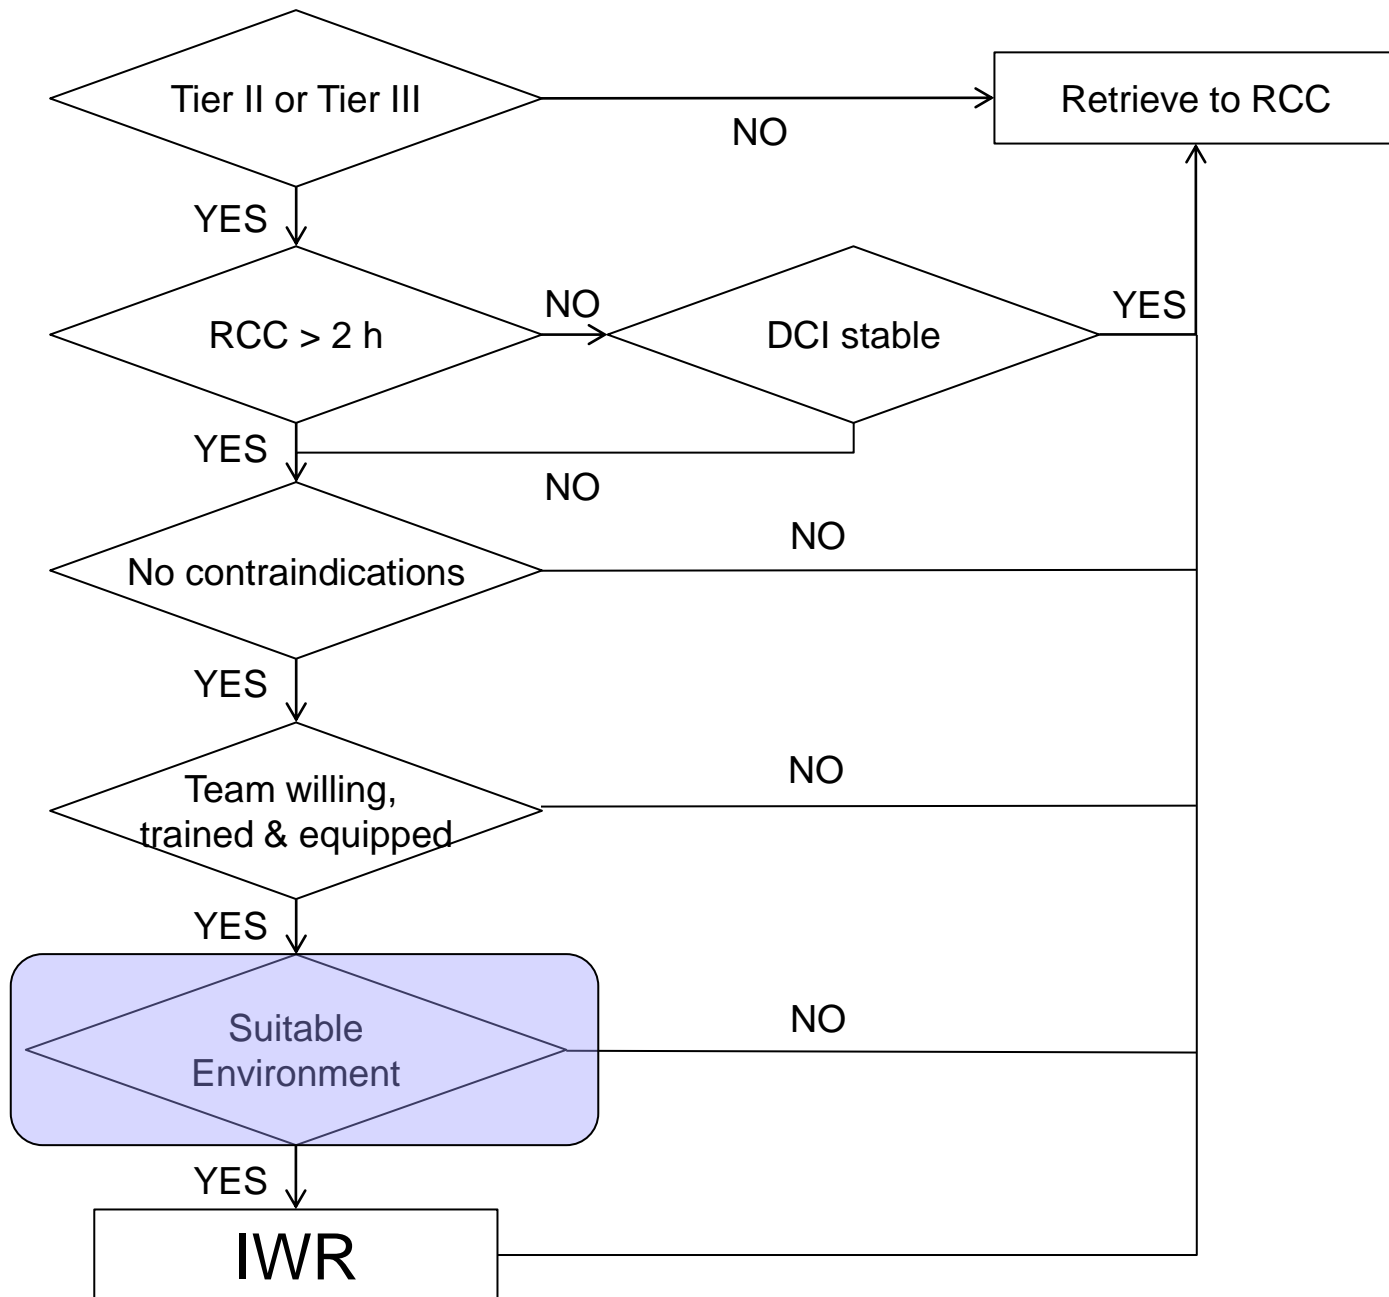 Tier II or Tier III
NO
Retrieve to RCC
YES
RCC > 2 h
NO
DCI stable
YES
YES
NO
No contraindications
NO
YES
Team willing,
trained & equipped
NO
YES
Suitable
Environment
NO
YES
IWR